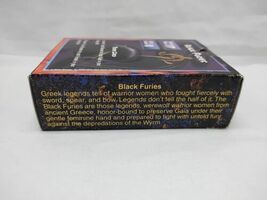 Black Furies
Greek legends tell of warrior women who fought fiercely with
sword, spear, and bow. Legends don't tell the half of it. The
Black Furies are those legends, werewolf warrior women from
ancient Greece, honor-bound to preserve Gaia under their
gentle feminine hand and prepared to fight with untold fury
against the depredations of the Wyrm.